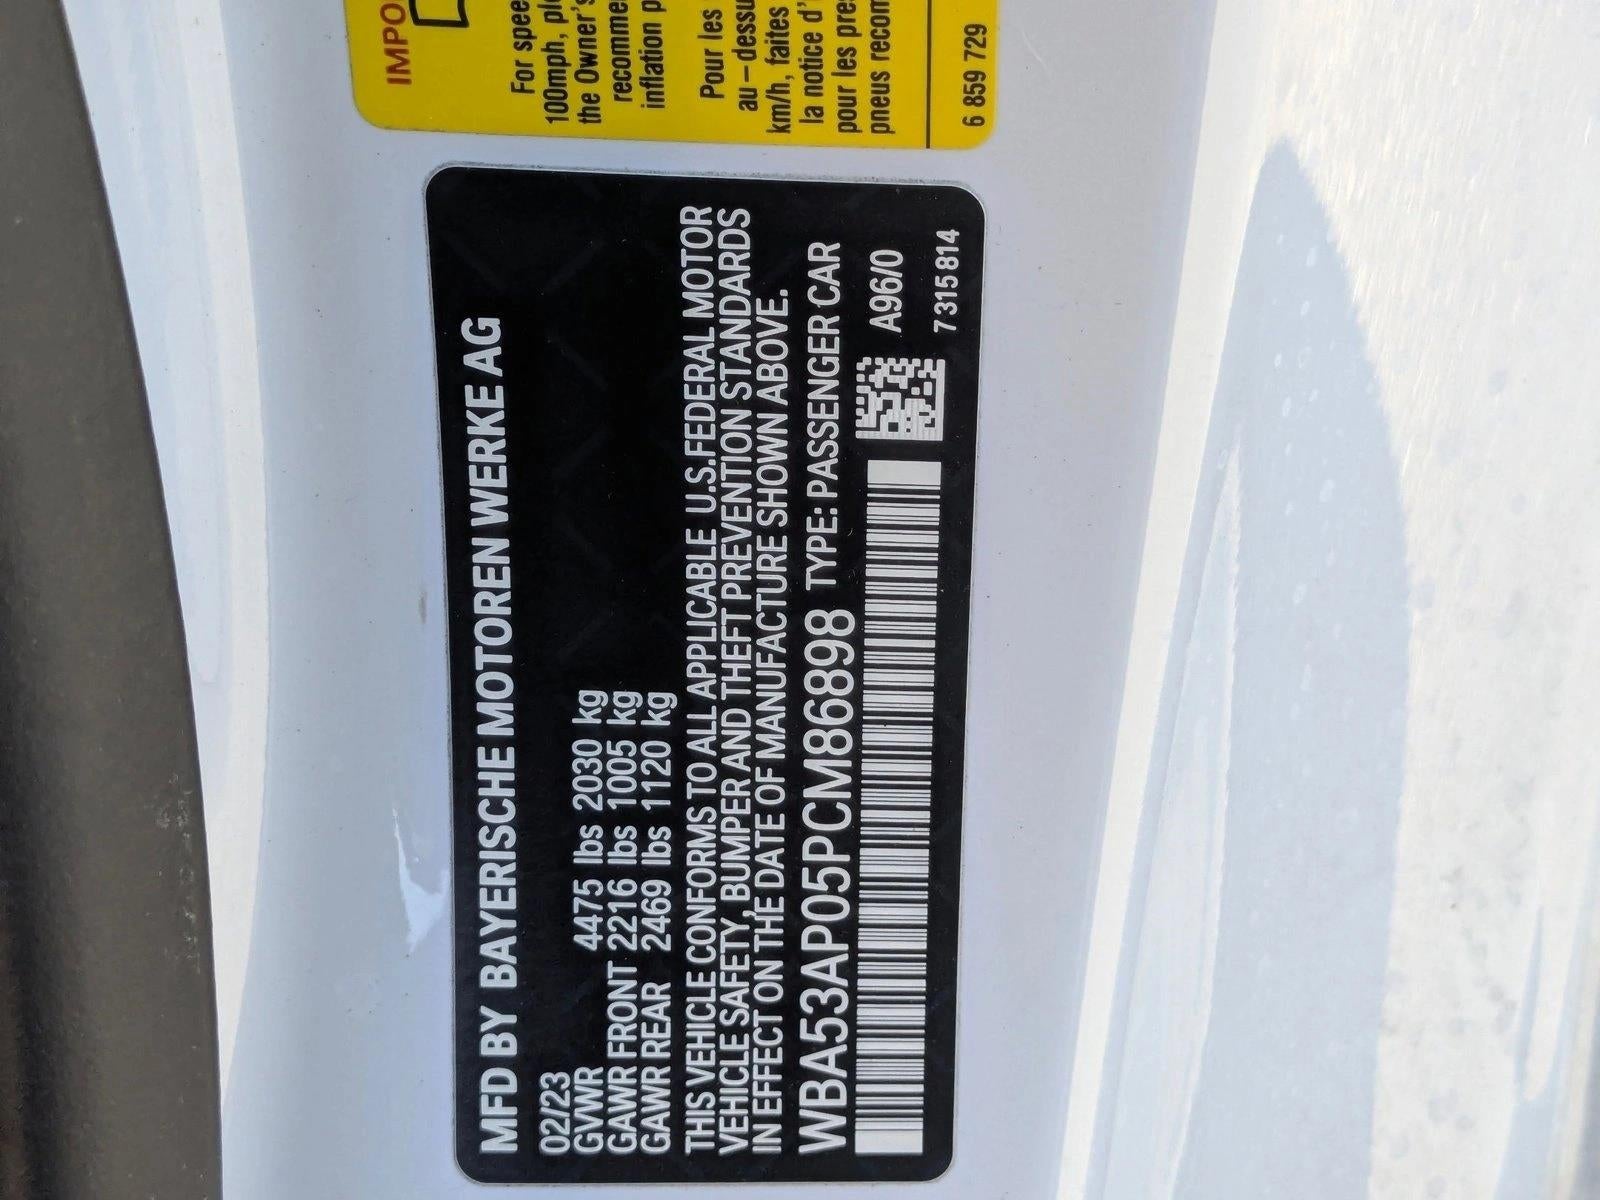 MFD BY BAYERISCHE MOTOREN WERKE AG
02/23
GVWR 4475 lbs 2030 kg
GAWR FRONT 2216 lbs 1005 kg
GAWR REAR 2469 lbs 1120 kg
THIS VEHICLE CONFORMS TO ALL APPLICABLE U.S.FEDERAL MOTOR
VEHICLE SAFETY, BUMPER AND THEFT PREVENTION STANDARDS
IN EFFECT ON THE DATE OF MANUFACTURE SHOWN ABOVE.
WBA53AP05PCM86898 TYPE: PASSENGER CAR
A96/0
7315814
IMPO
For spee
100mph, pl
the Owner's
recomme
inflation p
Pour les
au-dessu
km/h, faites
la notice d'
pour les pre
pneus recom
6 859 729